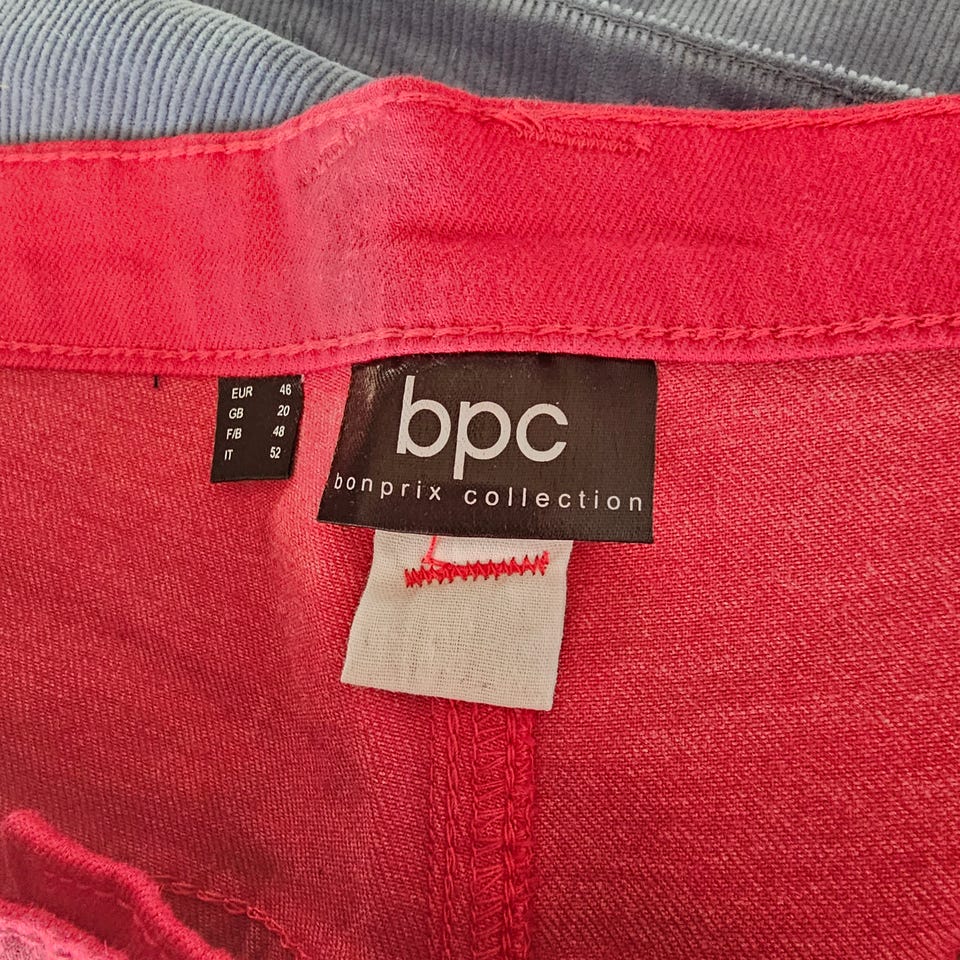 EUR 46
GB 20
F/B 48
IT 52
bpc
bonprix collection